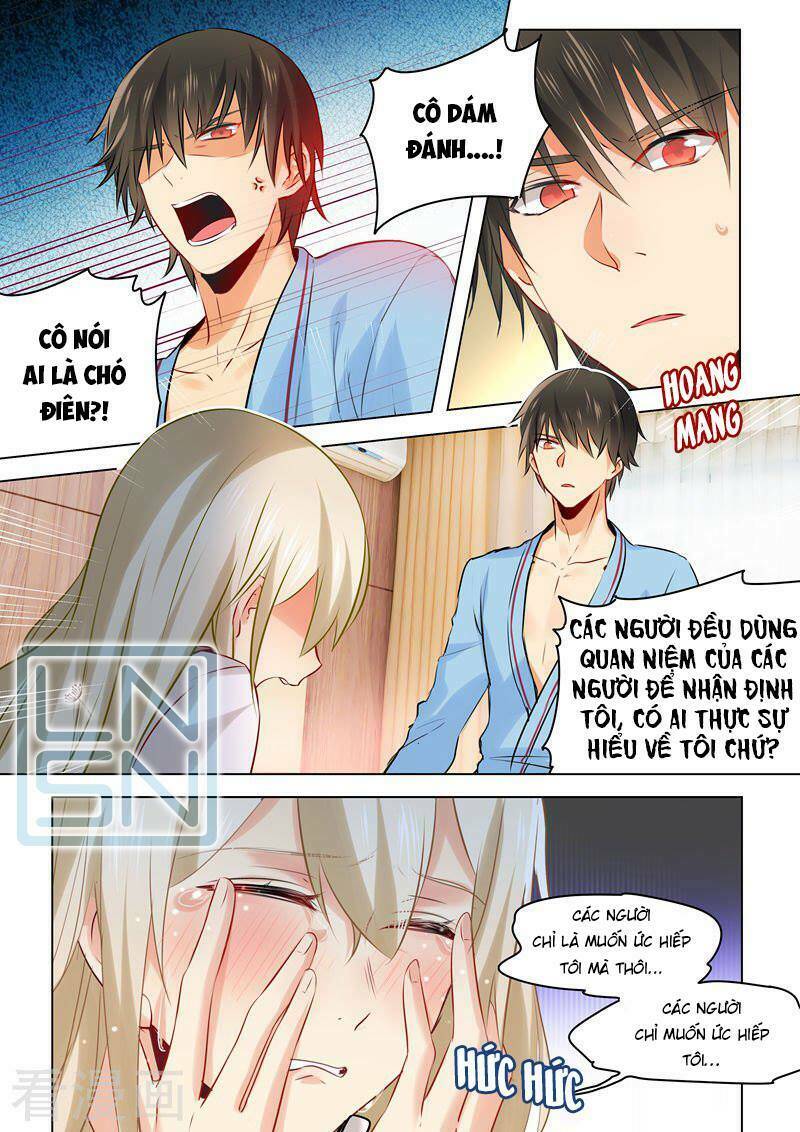 CÔ DÁM
ĐÁNH....!
CÔ NÓI
AI LÀ CHÓ
ĐIÊN?!
HOANG
MANG
CÁC NGƯỜI ĐỀU DÙNG
QUAN NIỆM CỦA CÁC
NGƯỜI ĐỂ NHẬN ĐỊNH
TÔI, CÓ AI THỰC SỰ
HIỂU VỀ TÔI CHỨ?
LN
SN
CÁC NGƯỜI
CHỈ LÀ MUỐN ỨC HIẾP
TÔI MÀ THÔI...
CÁC NGƯỜI
CHỈ MUỐN ỨC HIẾP
TÔI...
HỨC HỨC
看漫画